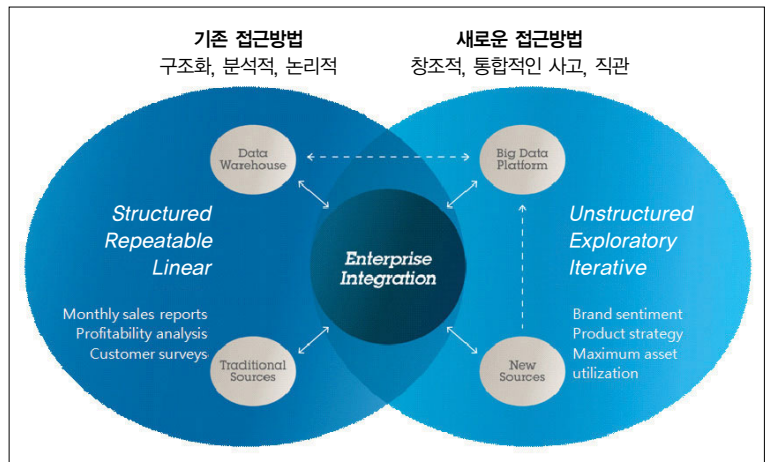 기존 접근방법
구조화, 분석적, 논리적
새로운 접근방법
창조적, 통합적인 사고, 직관
Data
Warehouse
Big Data
Platform
Structured
Repeatable
Linear
Enterprise
Integration
Unstructured
Exploratory
Iterative
Monthly sales reports
Profitability analysis
Customer surveys
Traditional
Sources
New
Sources
Brand sentiment
Product strategy
Maximum asset
utilization